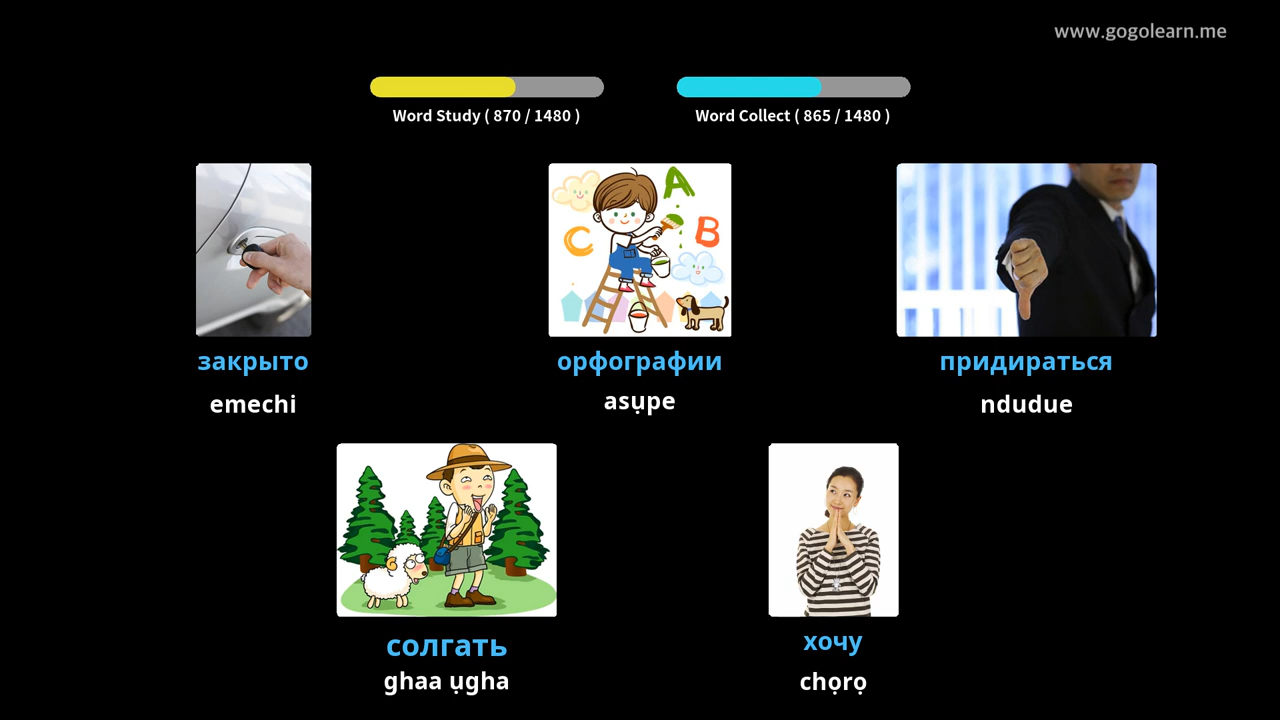 www.gogolearn.me
Word Study ( 870 / 1480 )
Word Collect ( 865 / 1480 )
закрыто
орфографии
придираться
emechi
asụpe
ndudue
A
B
C
солгать
хочу
ghaa ụgha
chọrọ